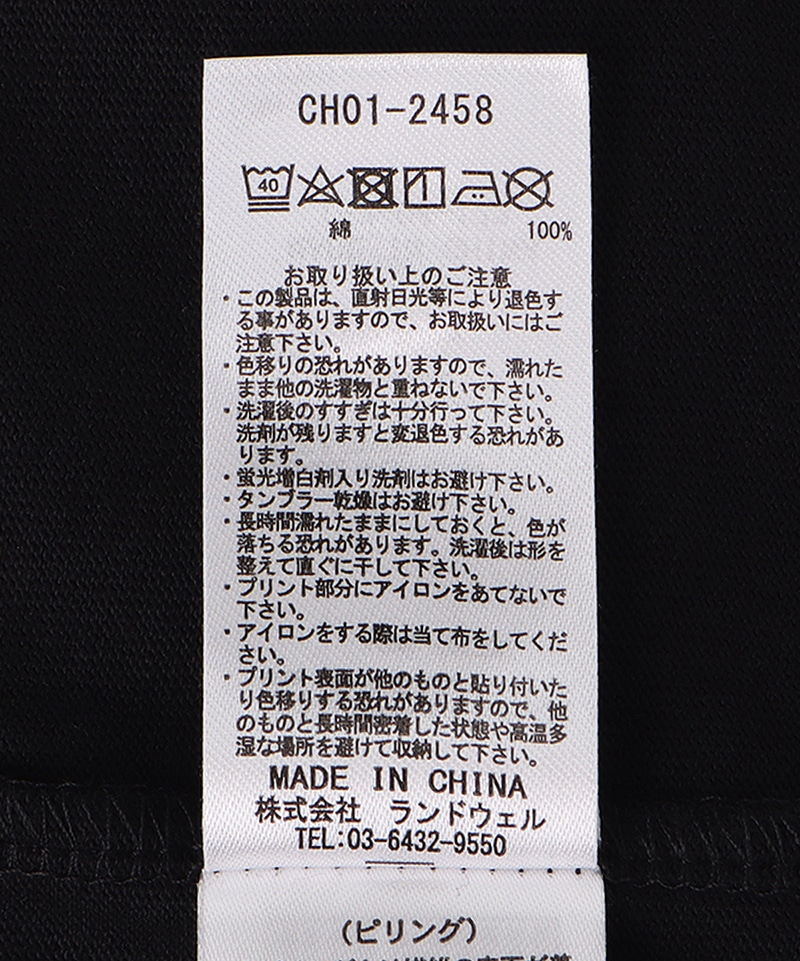 CH01-2458
40
綿 100%
お取り扱い上のご注意
・この製品は、直射日光等により退色す
る事がありますので、お取扱いにはご
注意下さい。
・色移りの恐れがありますので、濡れた
まま他の洗濯物と重ねないで下さい。
・洗濯後のすすぎは十分行って下さい。
洗剤が残りますと変退色する恐れがあ
ります。
・蛍光増白剤入り洗剤はお避け下さい。
・タンブラー乾燥はお避け下さい。
・長時間濡れたままにしておくと、色が
落ちる恐れがあります。洗濯後は形を
整えて直ぐに干して下さい。
・プリント部分にアイロンをあてないで
下さい。
・アイロンをする際は当て布をしてくだ
さい。
・プリント表面が他のものと貼り付いた
り色移りする恐れがありますので、他
のものと長時間密着した状態や高温多
湿な場所を避けて収納して下さい。
MADE IN CHINA
株式会社 ランドウェル
TEL:03-6432-9550
(ピリング)